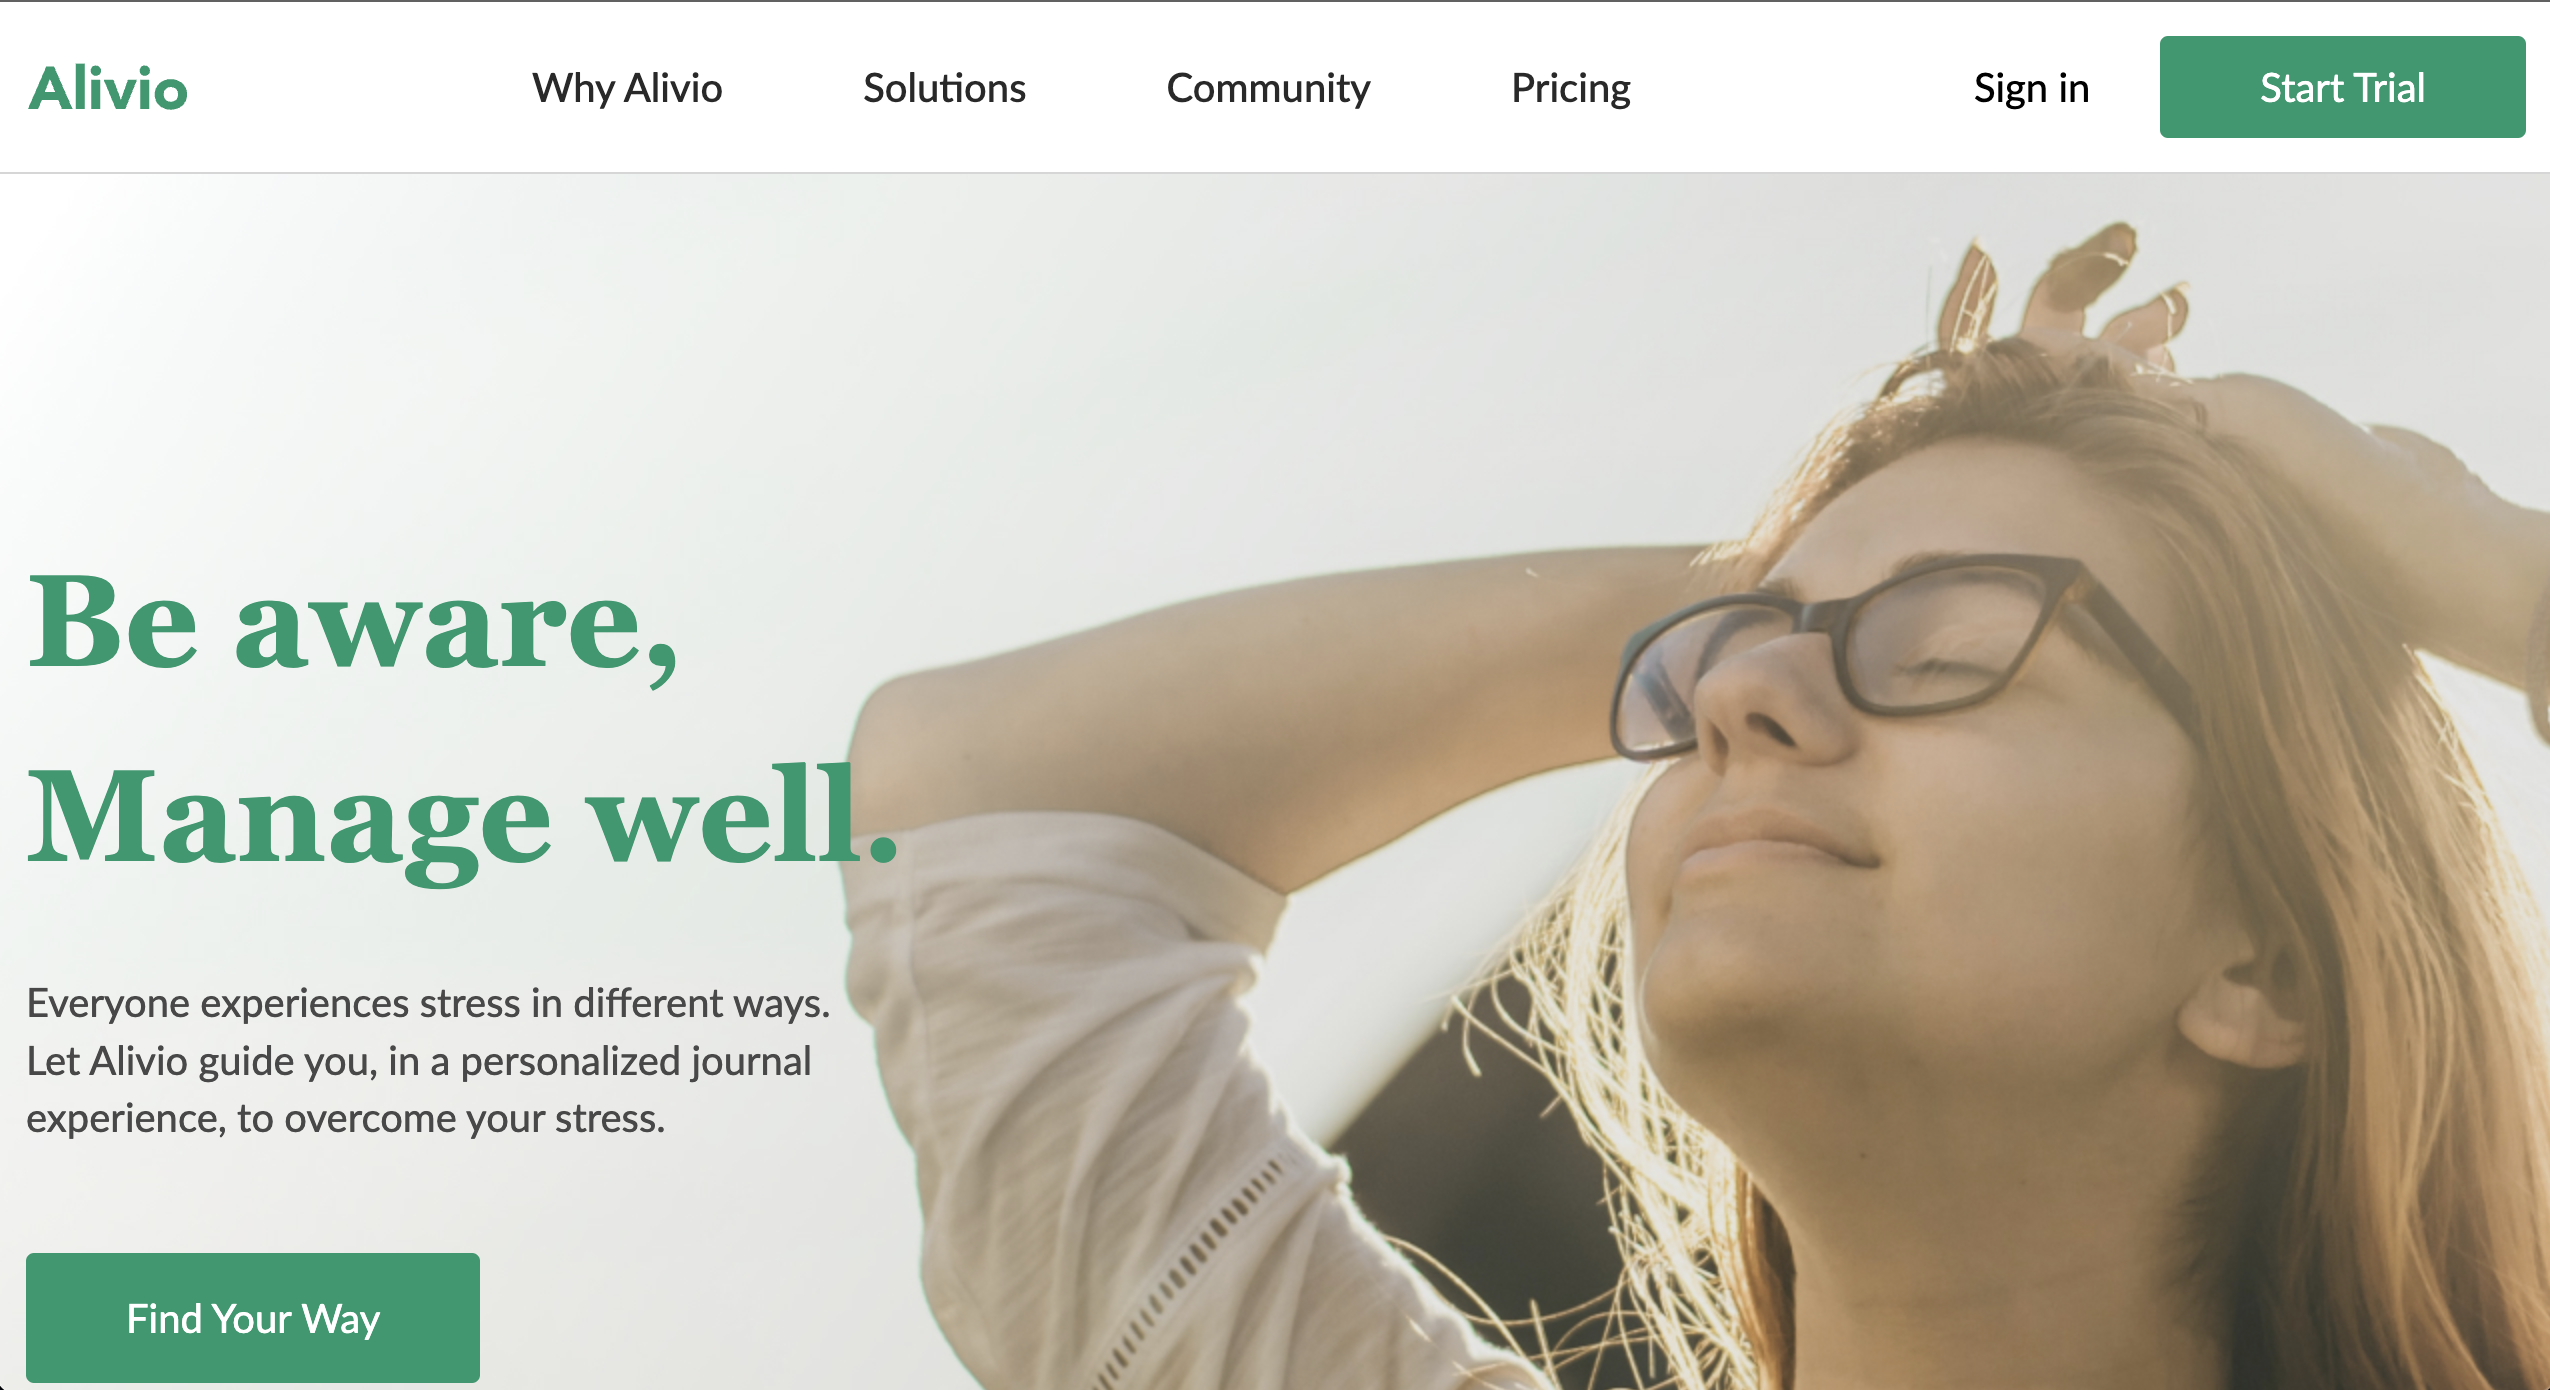 Alivio
Why Alivio
Solutions
Community
Pricing
Sign in
Start Trial
Be aware,
Manage well.
Everyone experiences stress in different ways.
Let Alivio guide you, in a personalized journal
experience, to overcome your stress.
Find Your Way